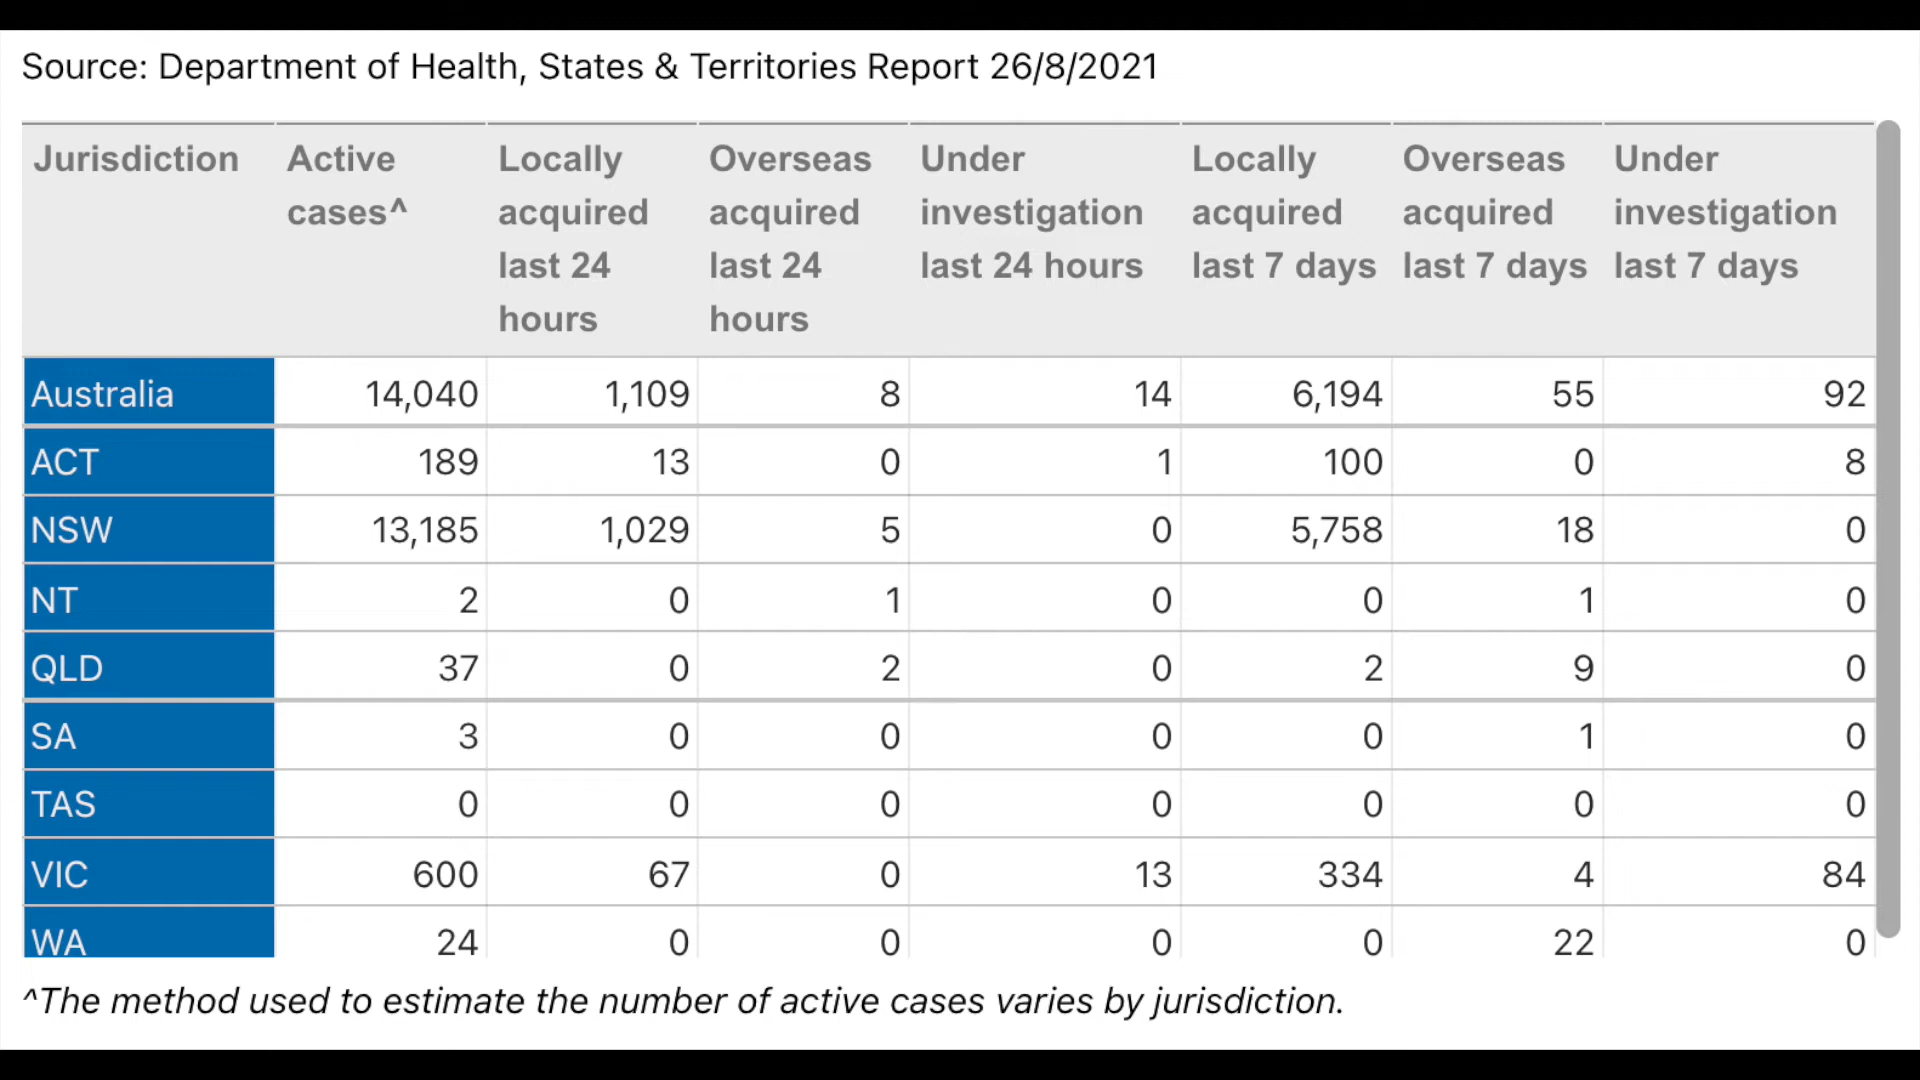 Source: Department of Health, States & Territories Report 26/8/2021
Jurisdiction Active cases^ Locally acquired last 24 hours Overseas acquired last 24 hours Under investigation last 24 hours Locally acquired last 7 days Overseas acquired last 7 days Under investigation last 7 days
Australia 14,040 1,109 8 14 6,194 55 92
ACT 189 13 0 1 100 0 8
NSW 13,185 1,029 5 0 5,758 18 0
NT 2 0 1 0 0 1 0
QLD 37 0 2 0 2 9 0
SA 3 0 0 0 0 1 0
TAS 0 0 0 0 0 0 0
VIC 600 67 0 13 334 4 84
WA 24 0 0 0 0 22 0
^The method used to estimate the number of active cases varies by jurisdiction.